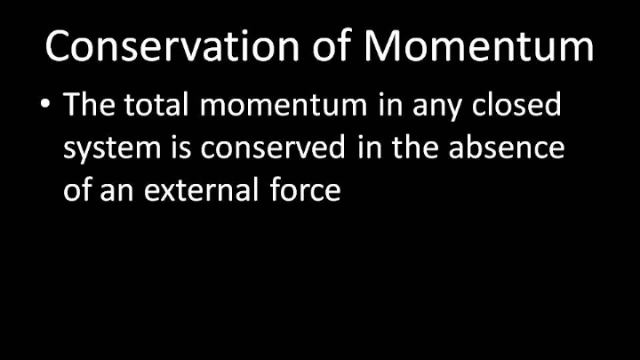 Conservation of Momentum
• The total momentum in any closed
system is conserved in the absence
of an external force